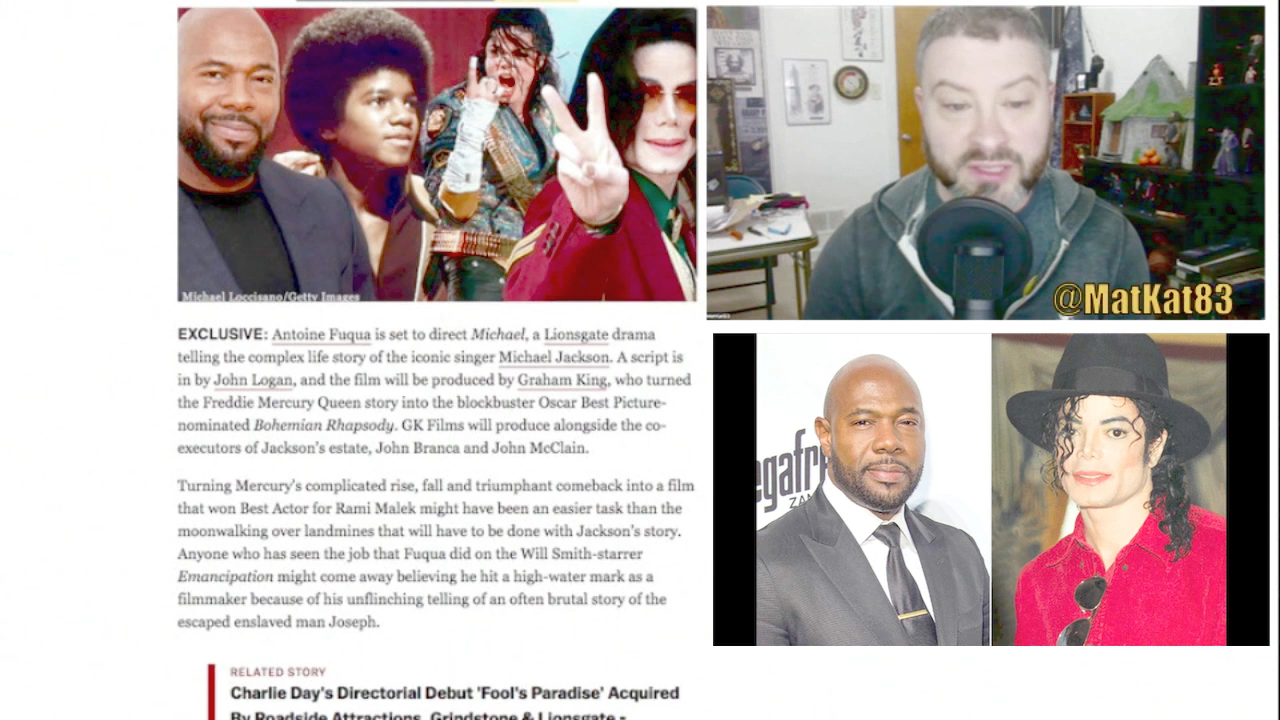 Michael Loccisano/Getty Images
@MatKat83
EXCLUSIVE: Antoine Fuqua is set to direct Michael, a Lionsgate drama
telling the complex life story of the iconic singer Michael Jackson. A script is
in by John Logan, and the film will be produced by Graham King, who turned
the Freddie Mercury Queen story into the blockbuster Oscar Best Picture-
nominated Bohemian Rhapsody. GK Films will produce alongside the co-
executors of Jackson's estate, John Branca and John McClain.
Turning Mercury's complicated rise, fall and triumphant comeback into a film
that won Best Actor for Rami Malek might have been an easier task than the
moonwalking over landmines that will have to be done with Jackson's story.
Anyone who has seen the job that Fuqua did on the Will Smith-starrer
Emancipation might come away believing he hit a high-water mark as a
filmmaker because of his unflinching telling of an often brutal story of the
escaped enslaved man Joseph.
egafr
ZAN
RELATED STORY
Charlie Day's Directorial Debut 'Fool's Paradise' Acquired
By Roadside Attractions, Grindstone & Lionsgate -